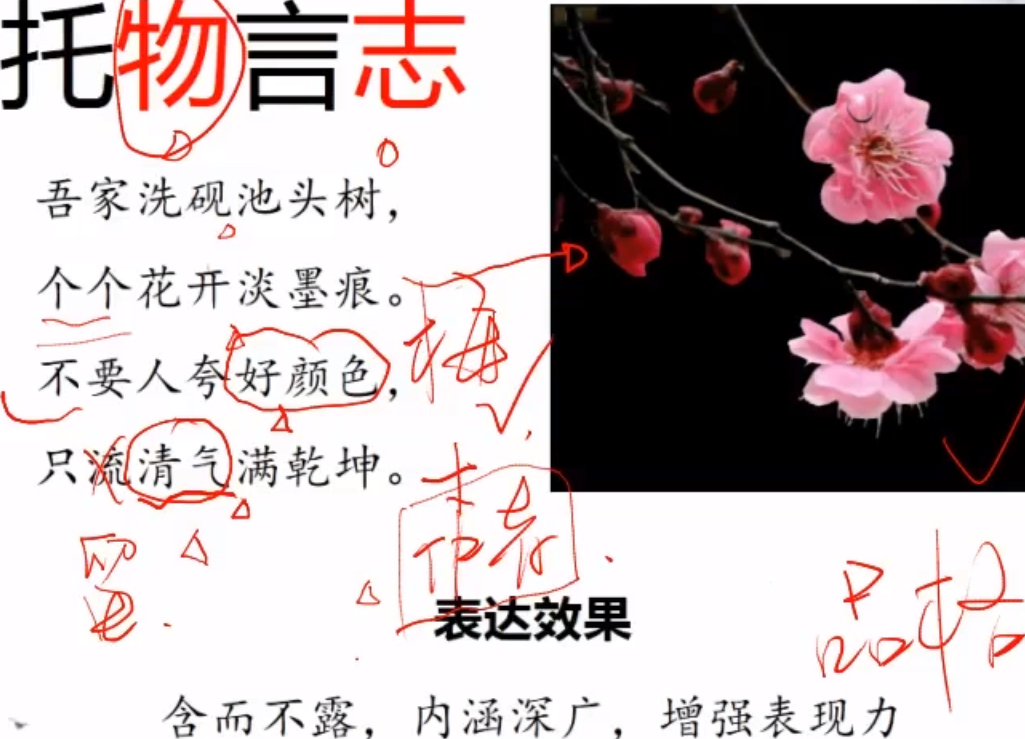 托物言志
吾家洗砚池头树，
个个花开淡墨痕。
不要人夸好颜色，
只流清气满乾坤。
梅
留
表达效果
品格
含而不露，内涵深广，增强表现力